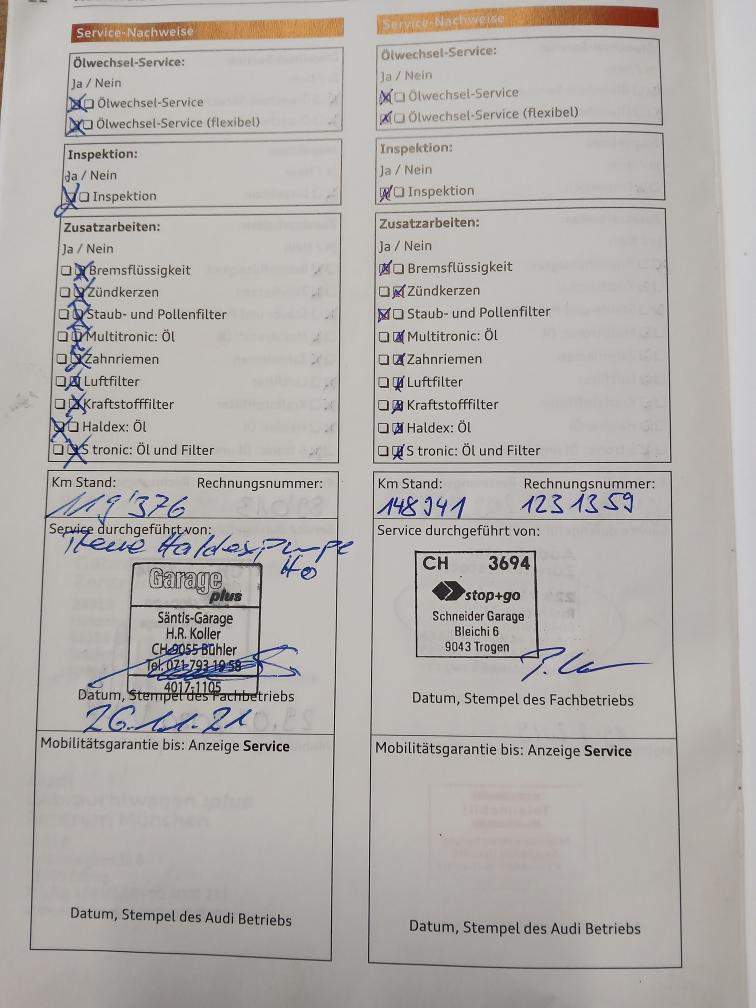 Service-Nachweise
Ölwechsel-Service:
Ja / Nein
Ölwechsel-Service
Ölwechsel-Service (flexibel)
Inspektion:
Ja / Nein
Inspektion
Zusatzarbeiten:
Ja / Nein
Bremsflüssigkeit
Zündkerzen
Staub- und Pollenfilter
Multitronic: Öl
Zahnriemen
Luftfilter
Kraftstofffilter
Haldex: Öl
S tronic: Öl und Filter
Km Stand: Rechnungsnummer:
119'376
Service durchgeführt von:
Neue Haldexpumpe
Garage
plus
Säntis-Garage
H.R. Koller
CH-9055 Bühler
Tel. 071-793 19 58
4017-1105
Datum, Stempel des Fachbetriebs
26.11.21
Mobilitätsgarantie bis: Anzeige Service
Datum, Stempel des Audi Betriebs
Service-Nachweise
Ölwechsel-Service:
Ja / Nein
Ölwechsel-Service
Ölwechsel-Service (flexibel)
Inspektion:
Ja / Nein
Inspektion
Zusatzarbeiten:
Ja / Nein
Bremsflüssigkeit
Zündkerzen
Staub- und Pollenfilter
Multitronic: Öl
Zahnriemen
Luftfilter
Kraftstofffilter
Haldex: Öl
S tronic: Öl und Filter
Km Stand: Rechnungsnummer:
148941 1231359
Service durchgeführt von:
CH 3694
stop+go
Schneider Garage
Bleichi 6
9043 Trogen
Datum, Stempel des Fachbetriebs
Mobilitätsgarantie bis: Anzeige Service
Datum, Stempel des Audi Betriebs